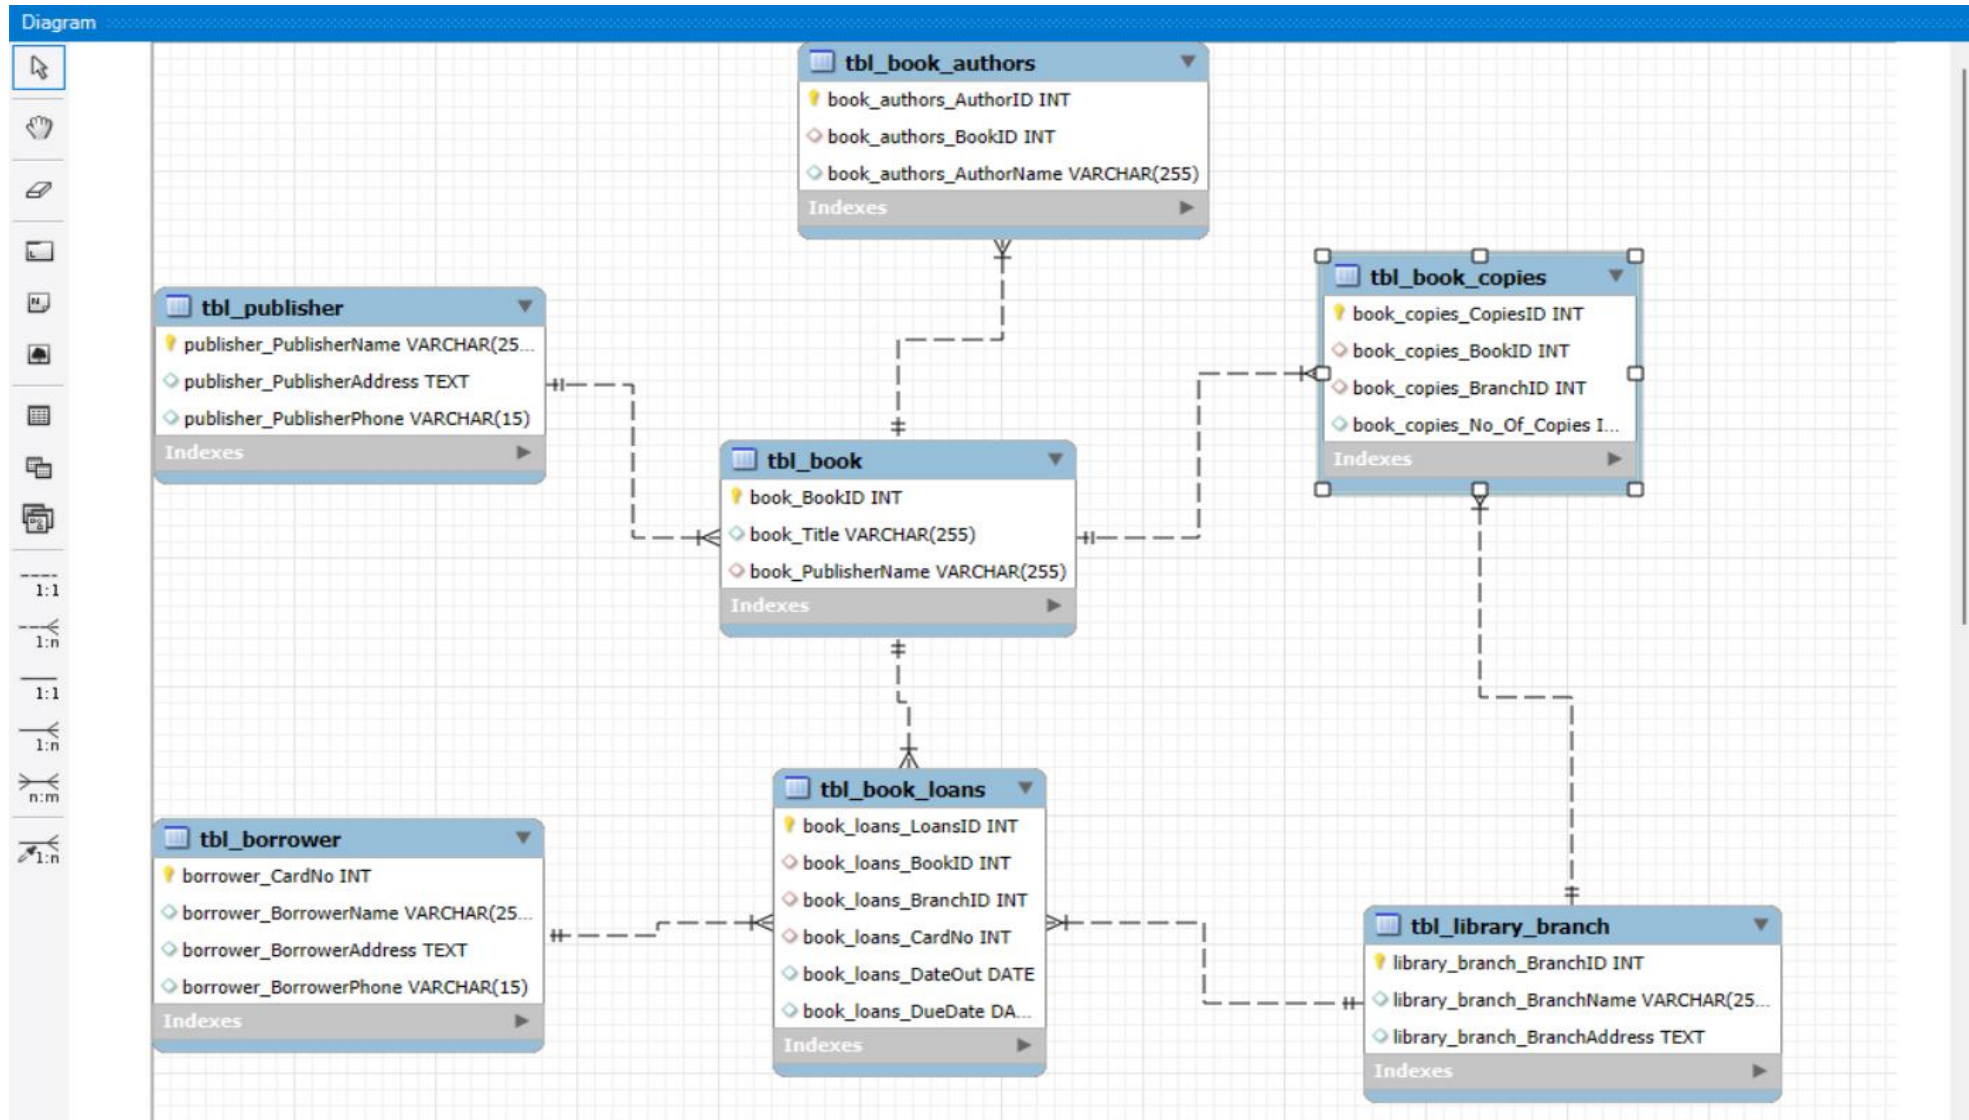 Diagram
tbl_book_authors
book_authors_AuthorID INT
book_authors_BookID INT
book_authors_AuthorName VARCHAR(255)
Indexes
tbl_publisher
publisher_PublisherName VARCHAR(25...
publisher_PublisherAddress TEXT
publisher_PublisherPhone VARCHAR(15)
Indexes
tbl_book_copies
book_copies_CopiesID INT
book_copies_BookID INT
book_copies_BranchID INT
book_copies_No_Of_Copies I...
Indexes
tbl_book
book_BookID INT
book_Title VARCHAR(255)
book_PublisherName VARCHAR(255)
Indexes
1:1
1:n
1:1
1:n
n:m
1:n
tbl_borrower
borrower_CardNo INT
borrower_BorrowerName VARCHAR(25...
borrower_BorrowerAddress TEXT
borrower_BorrowerPhone VARCHAR(15)
Indexes
tbl_book_loans
book_loans_LoansID INT
book_loans_BookID INT
book_loans_BranchID INT
book_loans_CardNo INT
book_loans_DateOut DATE
book_loans_DueDate DA...
Indexes
tbl_library_branch
library_branch_BranchID INT
library_branch_BranchName VARCHAR(25...
library_branch_BranchAddress TEXT
Indexes